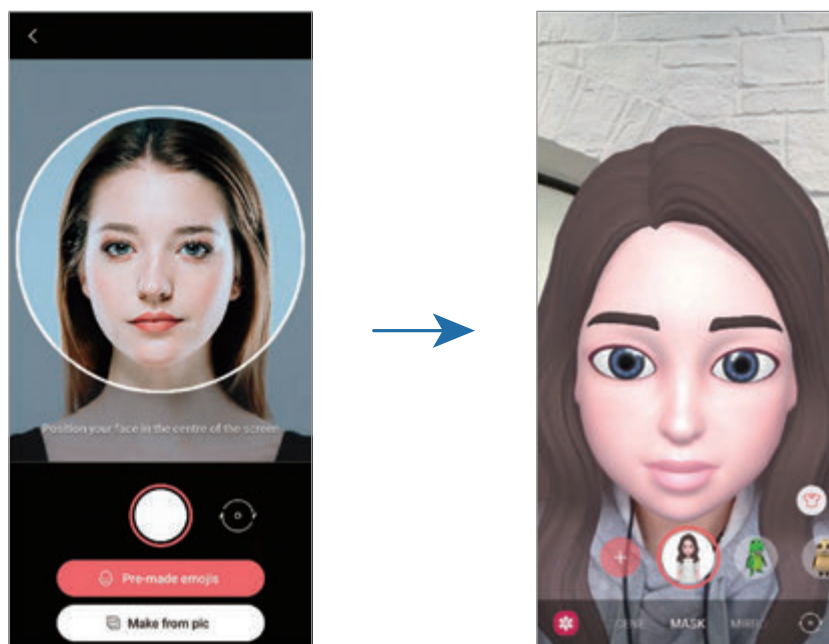 Position your face in the centre of the screen
Pre-made emojis
Make from pic
MASK